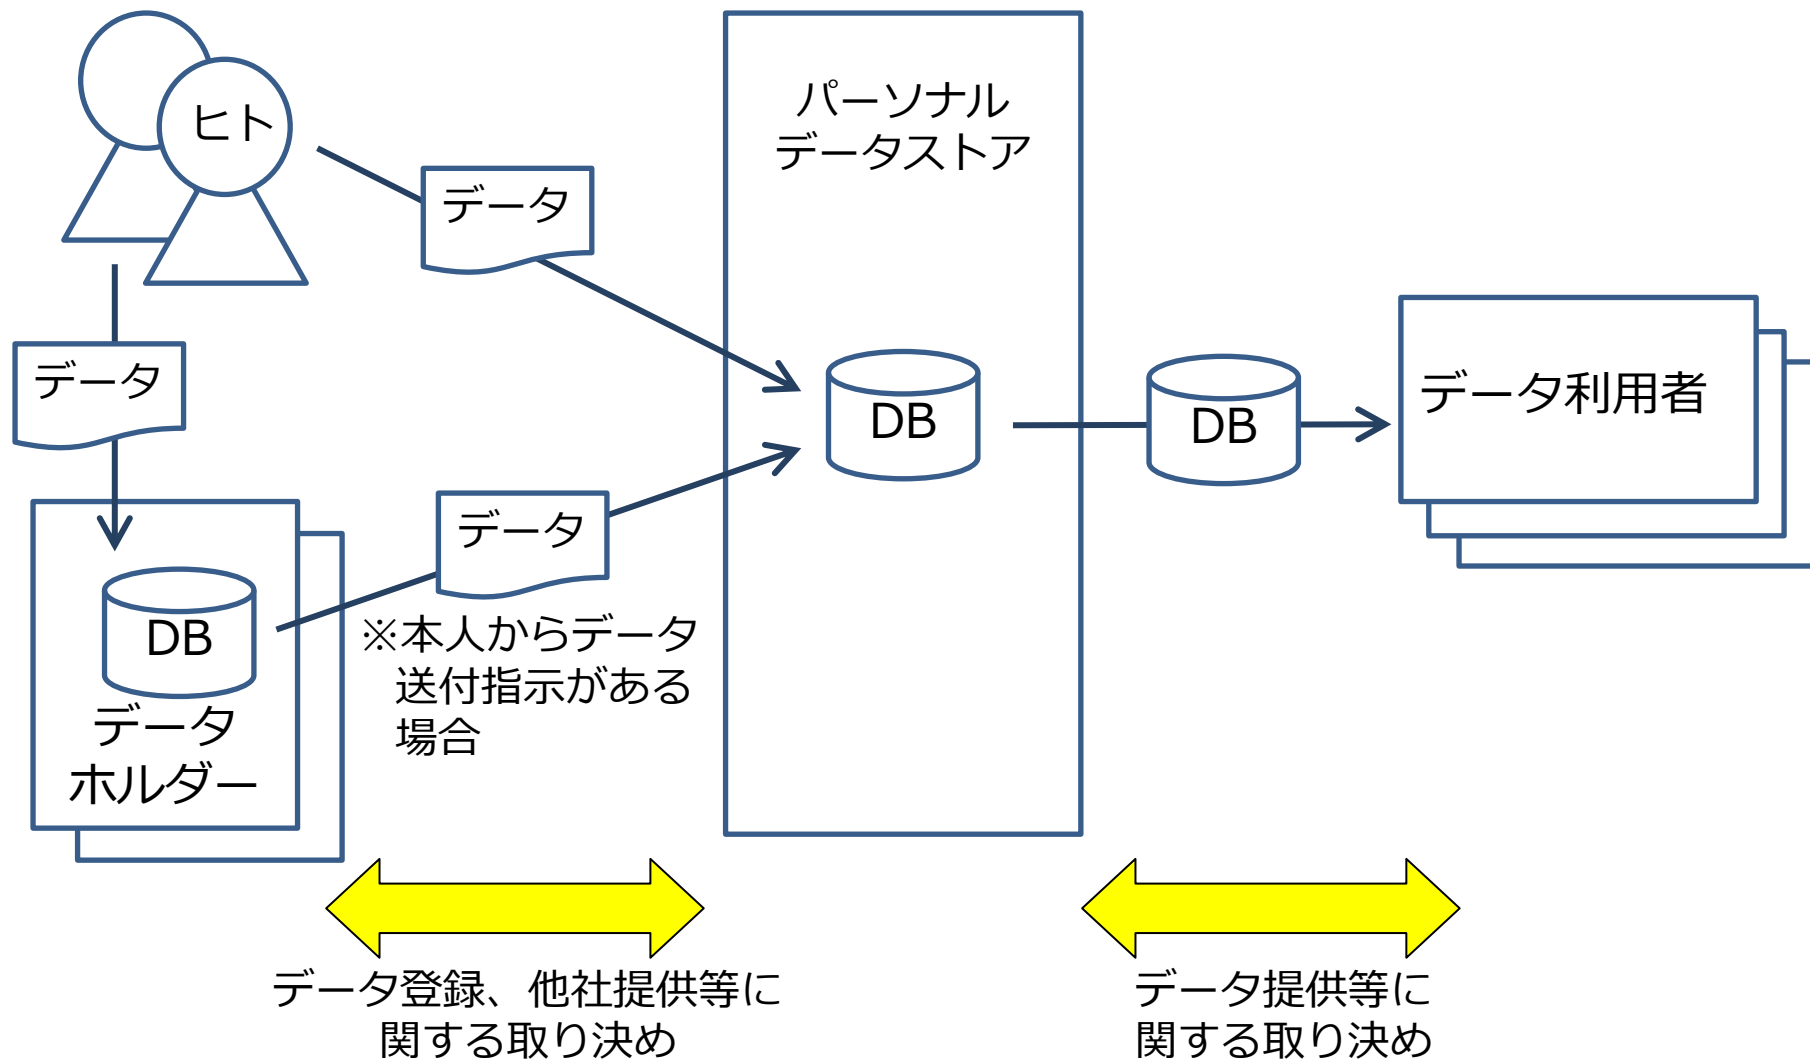 ヒト
パーソナル
データストア
データ
データ
DB
DB
データ利用者
データ
DB
データ
ホルダー
※本人からデータ
送付指示がある
場合
データ登録、他社提供等に
関する取り決め
データ提供等に
関する取り決め